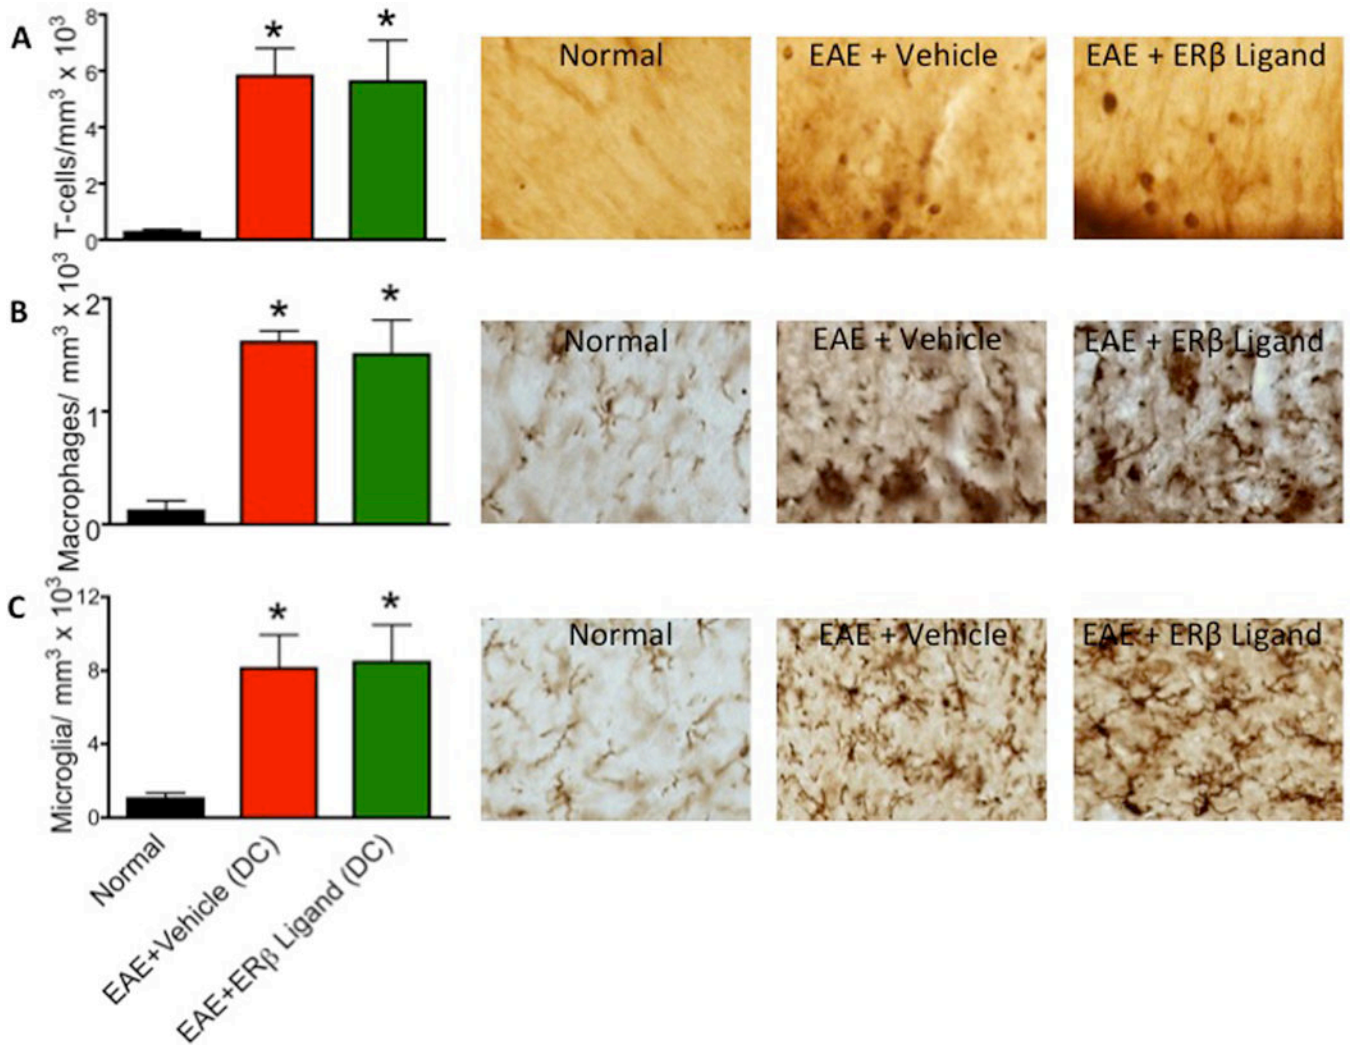 A
T-cells/mm³ x 10³
8
6
4
2
0
*
*
Normal
EAE + Vehicle
EAE + ERβ Ligand
B
Macrophages/ mm³ x 10³
2
1
0
*
*
Normal
EAE + Vehicle
EAE + ERβ Ligand
C
Microglia/ mm³ x 10³
12
8
4
0
*
*
Normal
EAE + Vehicle
EAE + ERβ Ligand
Normal
EAE+Vehicle (DC)
EAE+ERβ Ligand (DC)